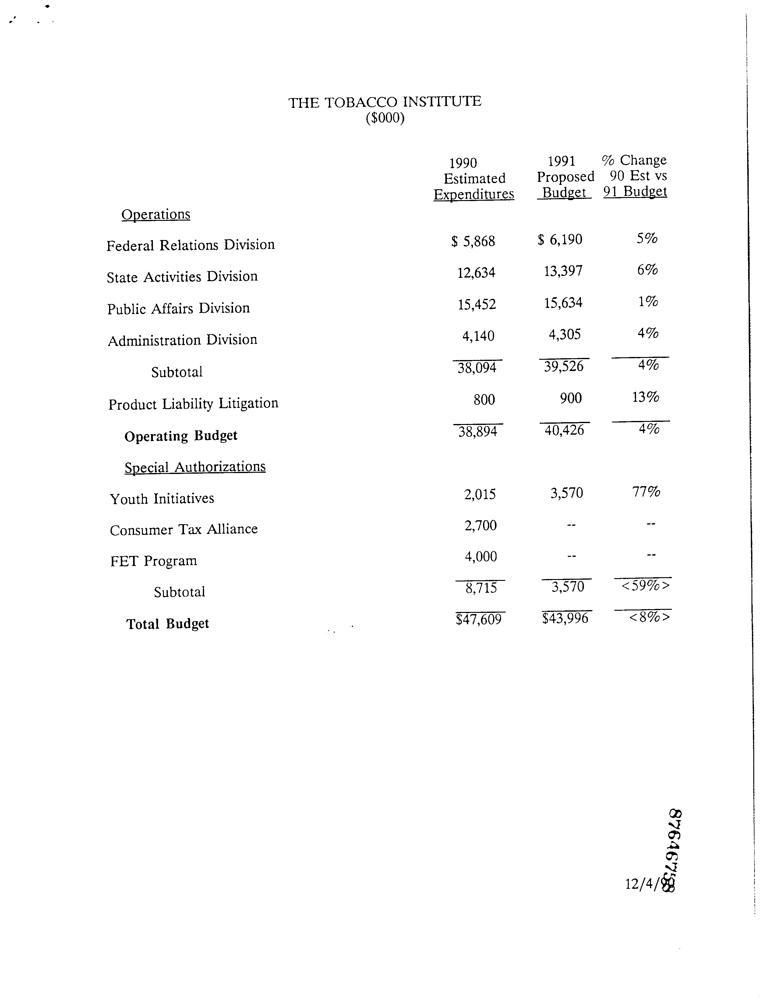 THE TOBACCO INSTITUTE
($000)
1990 1991 % Change
Estimated Proposed 90 Est vs
Expenditures Budget 91 Budget
Operations
Federal Relations Division $ 5,868 $ 6,190 5%
State Activities Division 12,634 13,397 6%
Public Affairs Division 15,452 15,634 1%
Administration Division 4,140 4,305 4%
Subtotal 38,094 39,526 4%
Product Liability Litigation 800 900 13%
Operating Budget 38,894 40,426 4%
Special Authorizations
Youth Initiatives 2,015 3,570 77%
Consumer Tax Alliance 2,700 -- --
FET Program 4,000 -- --
Subtotal 8,715 3,570 <59%>
Total Budget $47,609 $43,996 <8%>
87646758